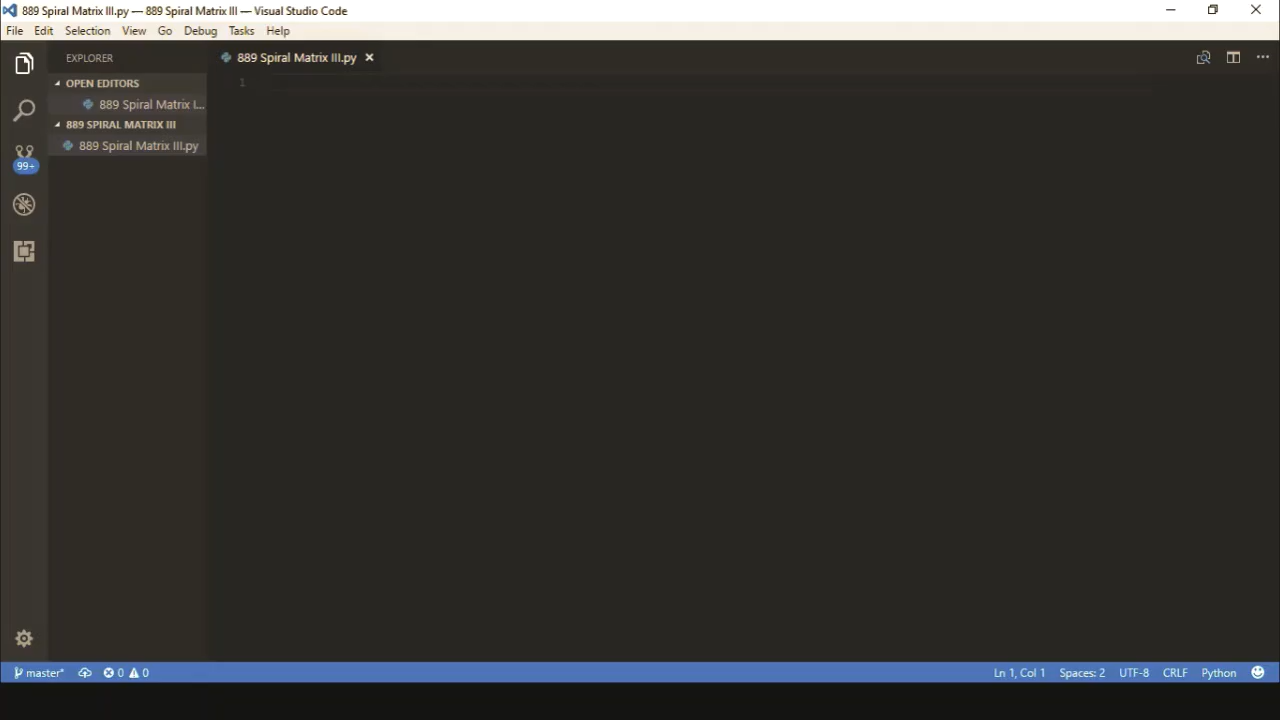 889 Spiral Matrix III.py — 889 Spiral Matrix III — Visual Studio Code
File Edit Selection View Go Debug Tasks Help
EXPLORER
889 Spiral Matrix III.py
OPEN EDITORS
889 Spiral Matrix I...
889 SPIRAL MATRIX III
889 Spiral Matrix III.py
1
99+
master* 0 0 Ln 1, Col 1 Spaces: 2 UTF-8 CRLF Python